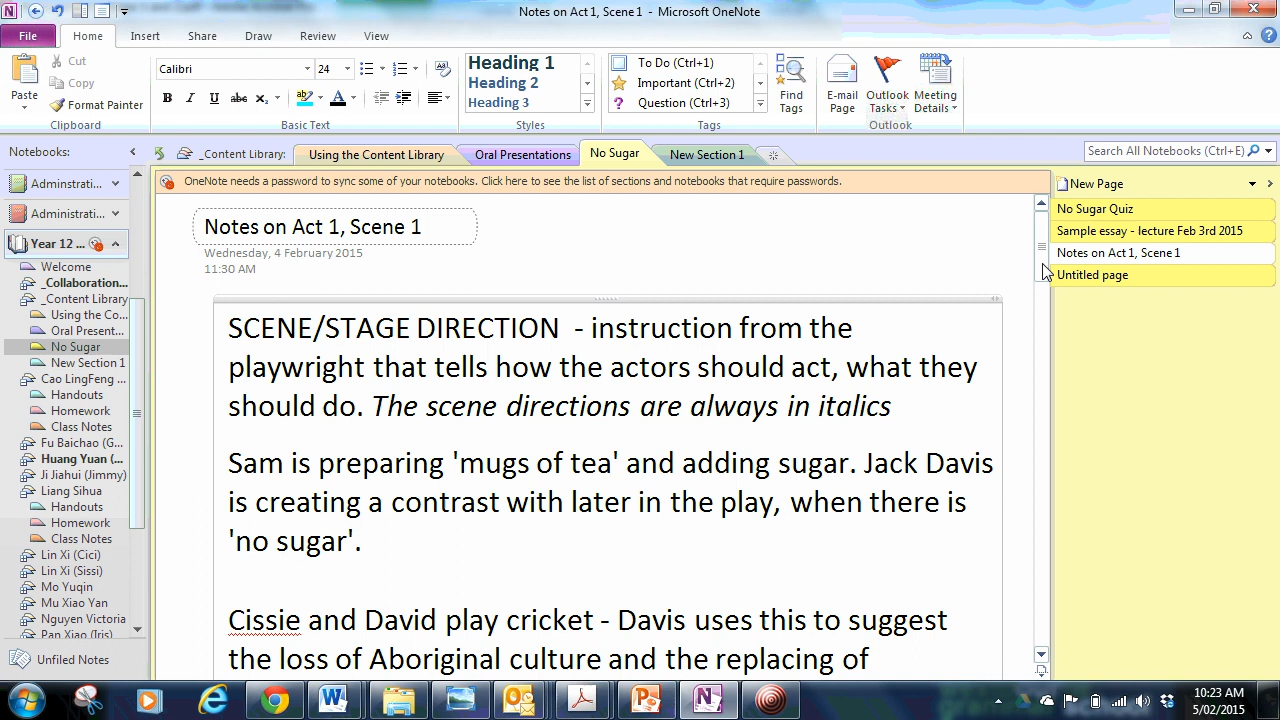 Notes on Act 1, Scene 1 - Microsoft OneNote
File Home Insert Share Draw Review View
Paste
Cut
Copy
Format Painter
Clipboard
Calibri 24
B I U abc X₂ A
Basic Text
Heading 1
Heading 2
Heading 3
Styles
To Do (Ctrl+1)
Important (Ctrl+2)
Question (Ctrl+3)
Tags
Find Tags
E-mail Page
Outlook Tasks
Meeting Details
Outlook
Notebooks:
_Content Library:
Using the Content Library
Oral Presentations
No Sugar
New Section 1
Search All Notebooks (Ctrl+E)
Adminstrati...
Administrati...
Year 12 ...
Welcome
_Collaboration...
_Content Library
Using the Co...
Oral Present...
No Sugar
New Section 1
Cao LingFeng ...
Handouts
Homework
Class Notes
Fu Baichao (G...
Huang Yuan (...
Ji Jiahui (Jimmy)
Liang Sihua
Handouts
Homework
Class Notes
Lin Xi (Cici)
Lin Xi (Sissi)
Mo Yuqin
Mu Xiao Yan
Nguyen Victoria
Pan Xiao (Iris)
Unfiled Notes
OneNote needs a password to sync some of your notebooks. Click here to see the list of sections and notebooks that require passwords.
Notes on Act 1, Scene 1
Wednesday, 4 February 2015
11:30 AM
SCENE/STAGE DIRECTION - instruction from the
playwright that tells how the actors should act, what they
should do. The scene directions are always in italics
Sam is preparing 'mugs of tea' and adding sugar. Jack Davis
is creating a contrast with later in the play, when there is
'no sugar'.
Cissie and David play cricket - Davis uses this to suggest
the loss of Aboriginal culture and the replacing of
New Page
No Sugar Quiz
Sample essay - lecture Feb 3rd 2015
Notes on Act 1, Scene 1
Untitled page
10:23 AM
5/02/2015